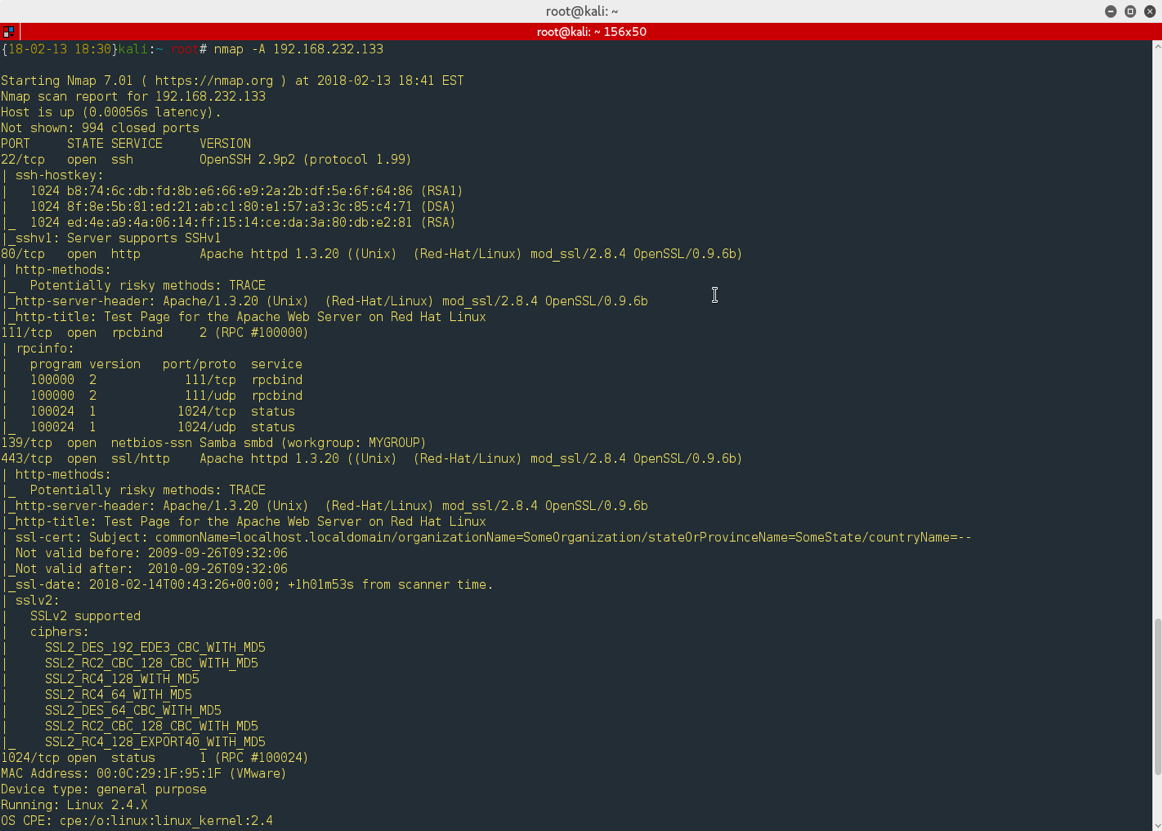 root@kali: ~
root@kali: ~ 156x50
{18-02-13 18:30}kali:~ root# nmap -A 192.168.232.133
Starting Nmap 7.01 ( https://nmap.org ) at 2018-02-13 18:41 EST
Nmap scan report for 192.168.232.133
Host is up (0.00056s latency).
Not shown: 994 closed ports
PORT     STATE SERVICE     VERSION
22/tcp   open  ssh         OpenSSH 2.9p2 (protocol 1.99)
| ssh-hostkey:
|   1024 b8:74:6c:db:fd:8b:e6:66:e9:2a:2b:df:5e:6f:64:86 (RSA1)
|   1024 8f:8e:5b:81:ed:21:ab:c1:80:e1:57:a3:3c:85:c4:71 (DSA)
|_  1024 ed:4e:a9:4a:06:14:ff:15:14:ce:da:3a:80:db:e2:81 (RSA)
|_sshv1: Server supports SSHv1
80/tcp   open  http        Apache httpd 1.3.20 ((Unix)  (Red-Hat/Linux) mod_ssl/2.8.4 OpenSSL/0.9.6b)
| http-methods:
|_  Potentially risky methods: TRACE
|_http-server-header: Apache/1.3.20 (Unix)  (Red-Hat/Linux) mod_ssl/2.8.4 OpenSSL/0.9.6b
|_http-title: Test Page for the Apache Web Server on Red Hat Linux
111/tcp  open  rpcbind     2 (RPC #100000)
| rpcinfo:
|   program version   port/proto  service
|   100000  2            111/tcp  rpcbind
|   100000  2            111/udp  rpcbind
|   100024  1           1024/tcp  status
|_  100024  1           1024/udp  status
139/tcp  open  netbios-ssn Samba smbd (workgroup: MYGROUP)
443/tcp  open  ssl/http    Apache httpd 1.3.20 ((Unix)  (Red-Hat/Linux) mod_ssl/2.8.4 OpenSSL/0.9.6b)
| http-methods:
|_  Potentially risky methods: TRACE
|_http-server-header: Apache/1.3.20 (Unix)  (Red-Hat/Linux) mod_ssl/2.8.4 OpenSSL/0.9.6b
|_http-title: Test Page for the Apache Web Server on Red Hat Linux
| ssl-cert: Subject: commonName=localhost.localdomain/organizationName=SomeOrganization/stateOrProvinceName=SomeState/countryName=--
| Not valid before: 2009-09-26T09:32:06
|_Not valid after:  2010-09-26T09:32:06
|_ssl-date: 2018-02-14T00:43:26+00:00; +1h01m53s from scanner time.
| sslv2:
|   SSLv2 supported
|   ciphers:
|     SSL2_DES_192_EDE3_CBC_WITH_MD5
|     SSL2_RC2_CBC_128_CBC_WITH_MD5
|     SSL2_RC4_128_WITH_MD5
|     SSL2_RC4_64_WITH_MD5
|     SSL2_DES_64_CBC_WITH_MD5
|     SSL2_RC2_CBC_128_CBC_WITH_MD5
|_    SSL2_RC4_128_EXPORT40_WITH_MD5
1024/tcp open  status      1 (RPC #100024)
MAC Address: 00:0C:29:1F:95:1F (VMware)
Device type: general purpose
Running: Linux 2.4.X
OS CPE: cpe:/o:linux:linux_kernel:2.4